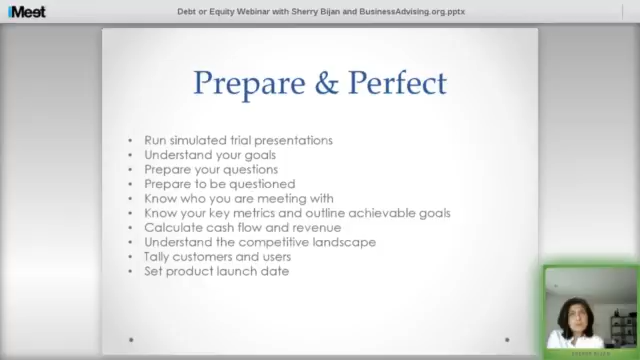 iMeet
Debt or Equity Webinar with Sherry Bijan and BusinessAdvising.org.pptx
Prepare & Perfect
• Run simulated trial presentations
• Understand your goals
• Prepare your questions
• Prepare to be questioned
• Know who you are meeting with
• Know your key metrics and outline achievable goals
• Calculate cash flow and revenue
• Understand the competitive landscape
• Tally customers and users
• Set product launch date
SHERRY BIJAN